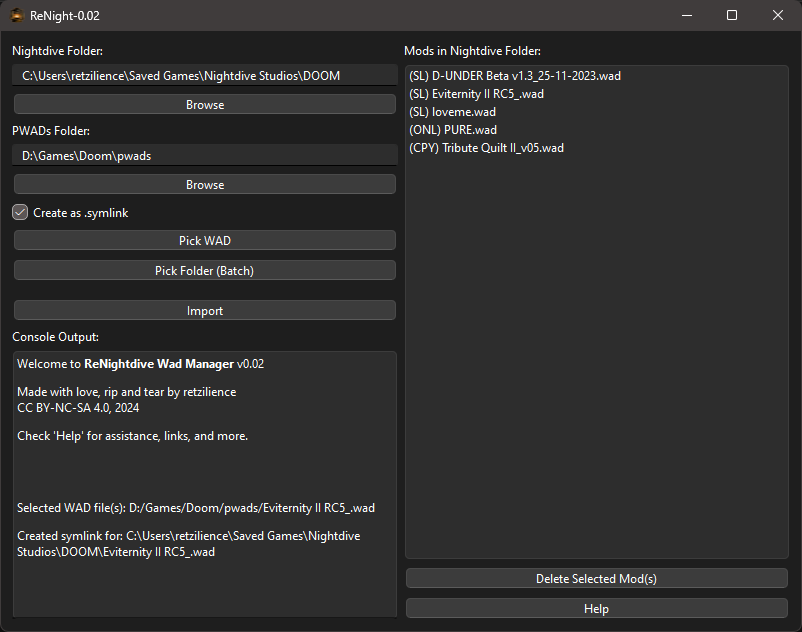 ReNight-0.02
Nightdive Folder:
C:\Users\retzilience\Saved Games\Nightdive Studios\DOOM
Browse
PWADs Folder:
D:\Games\Doom\pwads
Browse
Create as .symlink
Pick WAD
Pick Folder (Batch)
Import
Console Output:
Welcome to ReNightdive Wad Manager v0.02
Made with love, rip and tear by retzilience
CC BY-NC-SA 4.0, 2024
Check 'Help' for assistance, links, and more.
Selected WAD file(s): D:/Games/Doom/pwads/Eviternity II RC5_.wad
Created symlink for: C:\Users\retzilience\Saved Games\Nightdive
Studios\DOOM\Eviternity II RC5_.wad
Mods in Nightdive Folder:
(SL) D-UNDER Beta v1.3_25-11-2023.wad
(SL) Eviternity II RC5_.wad
(SL) loveme.wad
(ONL) PURE.wad
(CPY) Tribute Quilt II_v05.wad
Delete Selected Mod(s)
Help